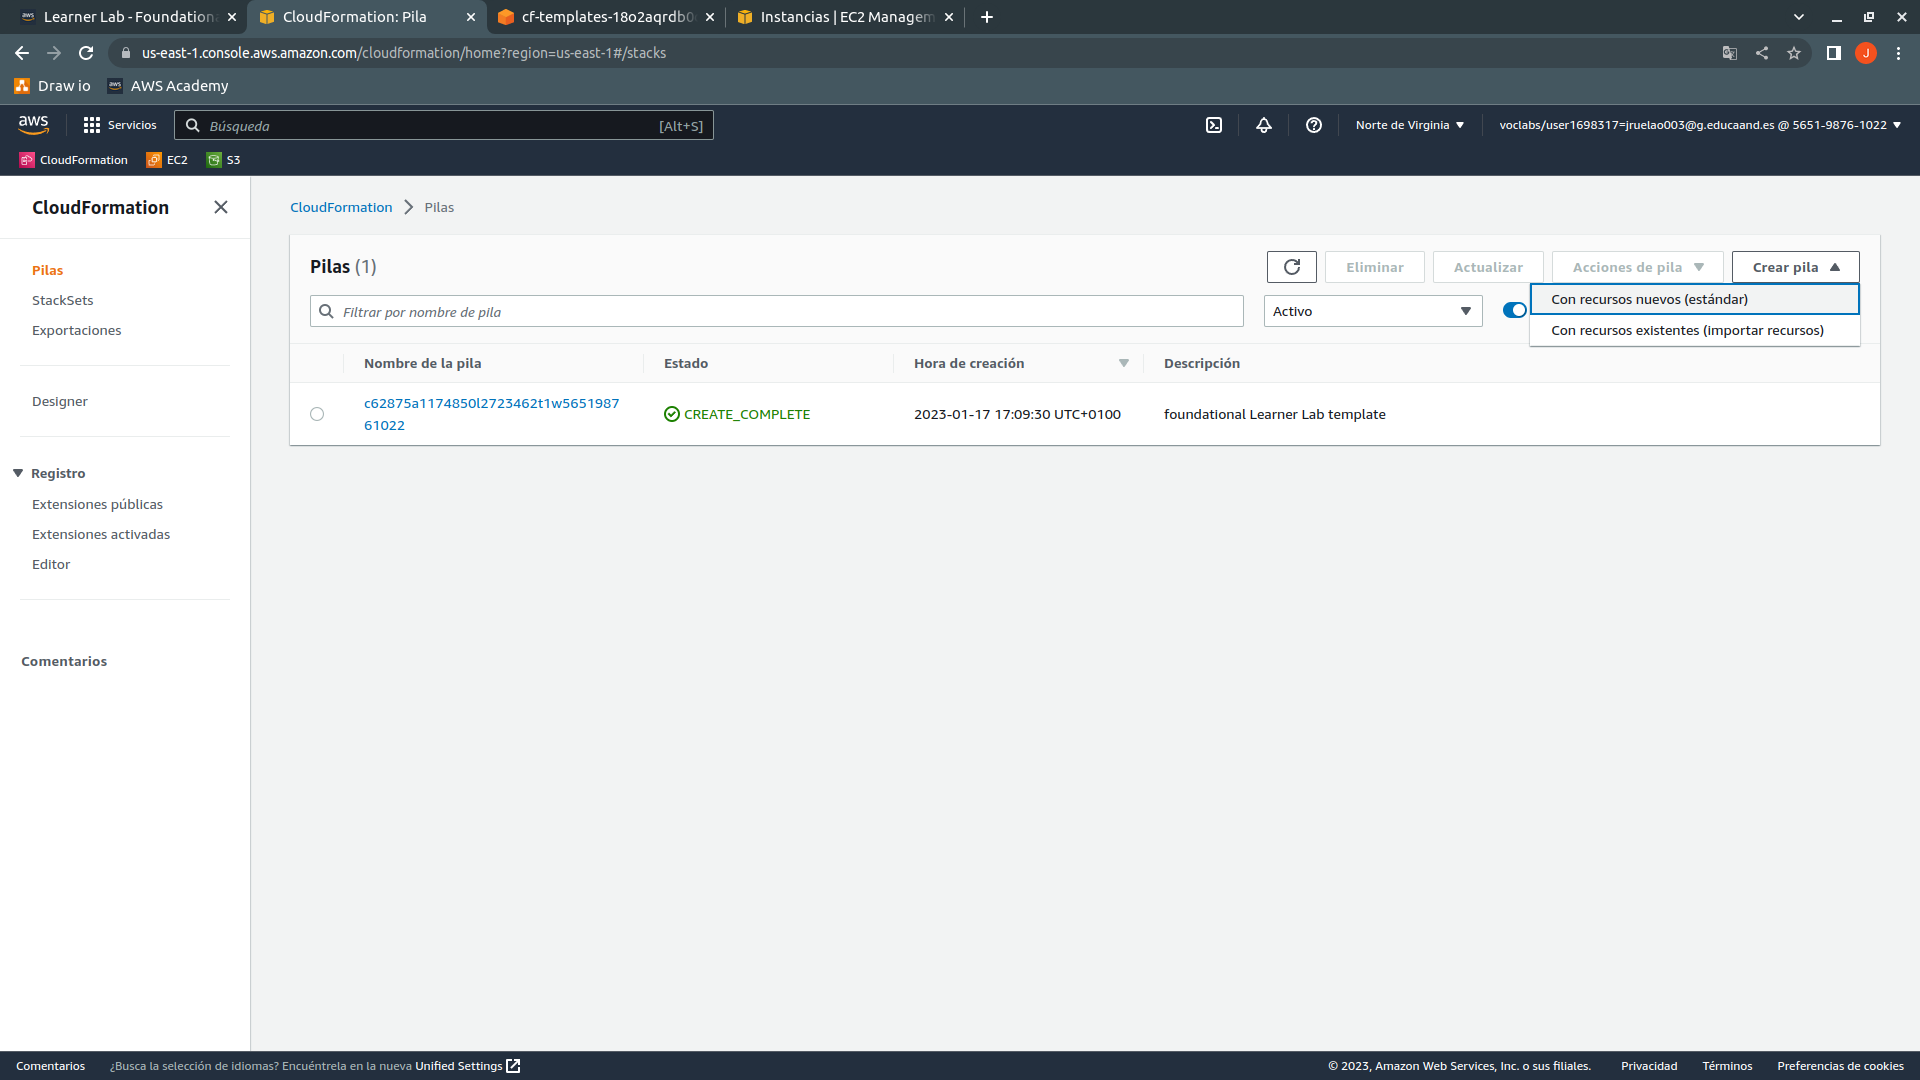 Learner Lab - Foundation
CloudFormation: Pila
cf-templates-18o2aqrdb0
Instancias | EC2 Managem
us-east-1.console.aws.amazon.com/cloudformation/home?region=us-east-1#/stacks
J
Draw io
aws
AWS Academy
aws
Servicios
Búsqueda
[Alt+S]
Norte de Virginia
voclabs/user1698317=jruelao003@g.educaand.es @ 5651-9876-1022
CloudFormation
EC2
S3
CloudFormation
Pilas
StackSets
Exportaciones
Designer
Registro
Extensiones públicas
Extensiones activadas
Editor
Comentarios
CloudFormation
Pilas
Pilas (1)
Eliminar
Actualizar
Acciones de pila
Crear pila
Con recursos nuevos (estándar)
Con recursos existentes (importar recursos)
Filtrar por nombre de pila
Activo
Nombre de la pila
Estado
Hora de creación
Descripción
c62875a1174850l2723462t1w5651987
61022
CREATE_COMPLETE
2023-01-17 17:09:30 UTC+0100
foundational Learner Lab template
Comentarios
¿Busca la selección de idiomas? Encuéntrela en la nueva Unified Settings
© 2023, Amazon Web Services, Inc. o sus filiales.
Privacidad
Términos
Preferencias de cookies